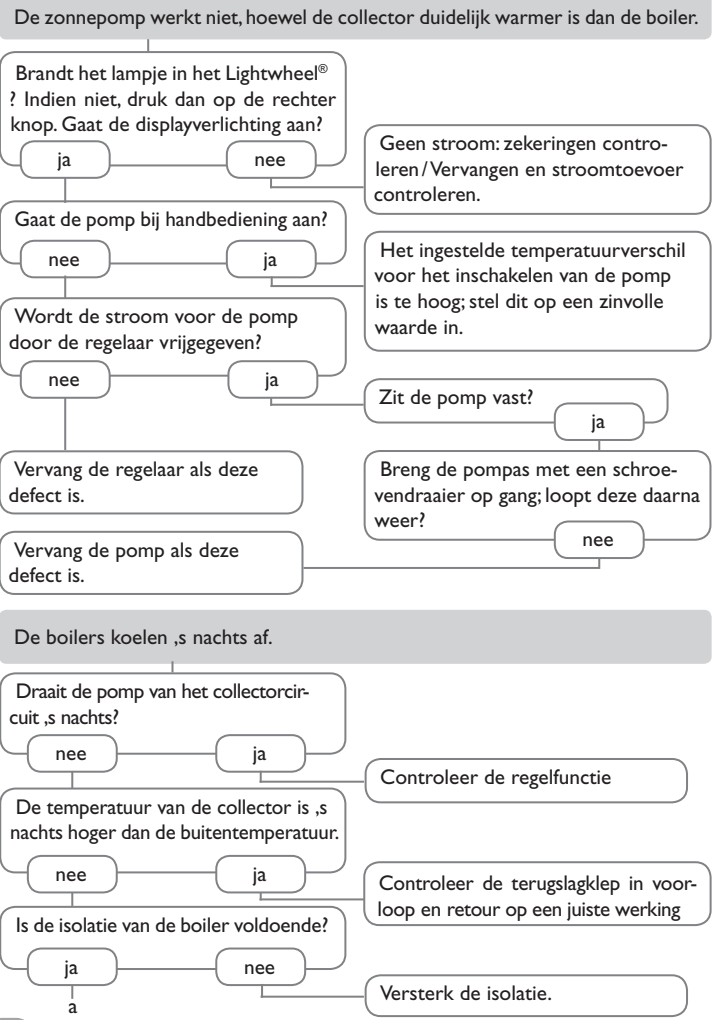 De zonnepomp werkt niet, hoewel de collector duidelijk warmer is dan de boiler.
Brandt het lampje in het Lightwheel®
? Indien niet, druk dan op de rechter
knop. Gaat de displayverlichting aan?
ja
nee
Geen stroom: zekeringen contro-
leren / Vervangen en stroomtoevoer
controleren.
Gaat de pomp bij handbediening aan?
nee
ja
Het ingestelde temperatuurverschil
voor het inschakelen van de pomp
is te hoog; stel dit op een zinvolle
waarde in.
Wordt de stroom voor de pomp
door de regelaar vrijgegeven?
nee
ja
Zit de pomp vast?
ja
Vervang de regelaar als deze
defect is.
Breng de pompas met een schroe-
vendraaier op gang; loopt deze daarna
weer?
nee
Vervang de pomp als deze
defect is.
De boilers koelen ‚s nachts af.
Draait de pomp van het collectorcir-
cuit ‚s nachts?
nee
ja
Controleer de regelfunctie
De temperatuur van de collector is ‚s
nachts hoger dan de buitentemperatuur.
nee
ja
Controleer de terugslagklep in voor-
loop en retour op een juiste werking
Is de isolatie van de boiler voldoende?
ja
nee
Versterk de isolatie.
a